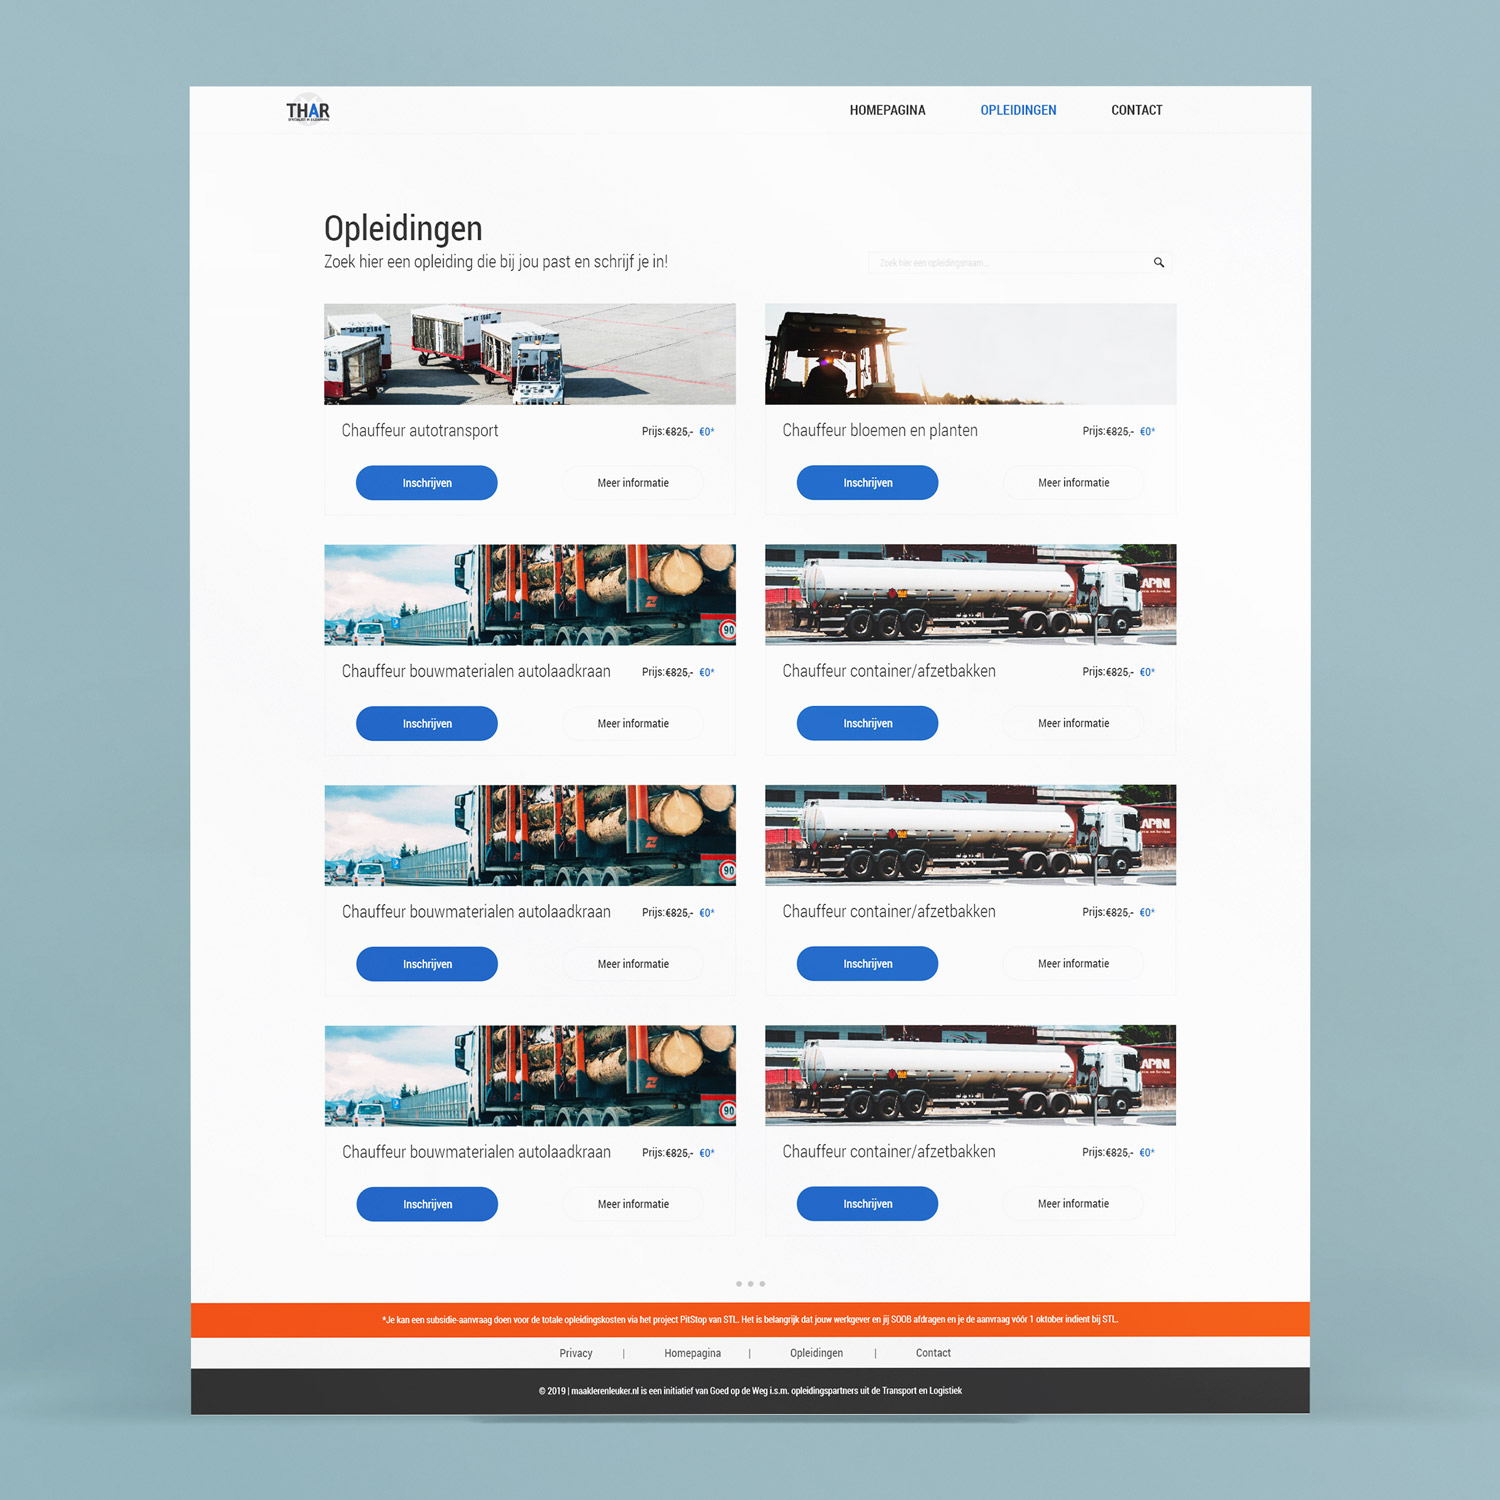 THAR
HOMEPAGINA OPLEIDINGEN CONTACT
Opleidingen
Zoek hier een opleiding die bij jou past en schrijf je in!
Zoek hier een opleidingsnaam...
Chauffeur autotransport Prijs: €825,- €0*
Inschrijven Meer informatie
Chauffeur bloemen en planten Prijs: €825,- €0*
Inschrijven Meer informatie
90
Chauffeur bouwmaterialen autolaadkraan Prijs: €825,- €0*
Inschrijven Meer informatie
APINI
Chauffeur container/afzetbakken Prijs: €825,- €0*
Inschrijven Meer informatie
90
Chauffeur bouwmaterialen autolaadkraan Prijs: €825,- €0*
Inschrijven Meer informatie
APINI
Chauffeur container/afzetbakken Prijs: €825,- €0*
Inschrijven Meer informatie
90
Chauffeur bouwmaterialen autolaadkraan Prijs: €825,- €0*
Inschrijven Meer informatie
APINI
Chauffeur container/afzetbakken Prijs: €825,- €0*
Inschrijven Meer informatie
*Je kan een subsidie-aanvraag doen voor de totale opleidingskosten via het project PitStop van STL. Het is belangrijk dat jouw werkgever en jij SOOB afdragen en je de aanvraag vóór 1 oktober indient bij STL.
Privacy | Homepagina | Opleidingen | Contact
© 2019 | maaklerenleuker.nl is een initiatief van Goed op de Weg i.s.m. opleidingspartners uit de Transport en Logistiek